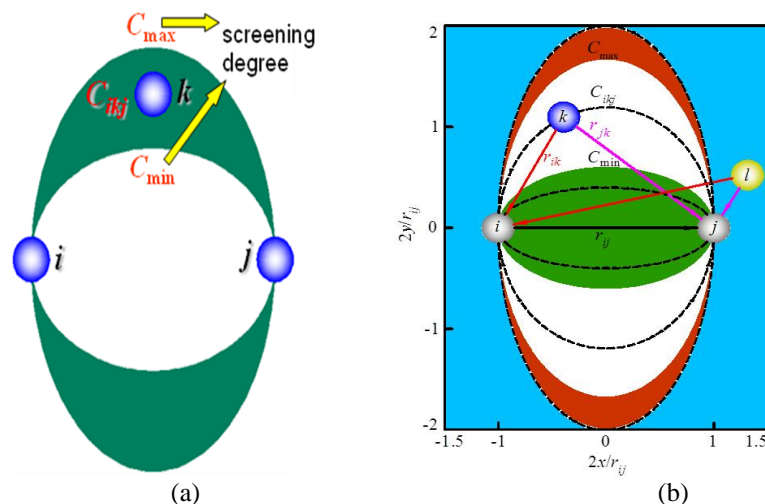 C_max
screening
degree
C_ikj k
C_min
i j
(a)
2y/r_ij
2
1
0
-1
-2
C_max
C_ikj
k
r_jk
r_ik
C_min
l
i
j
r_ij
-1.5 -1 0 1 1.5
2x/r_ij
(b)